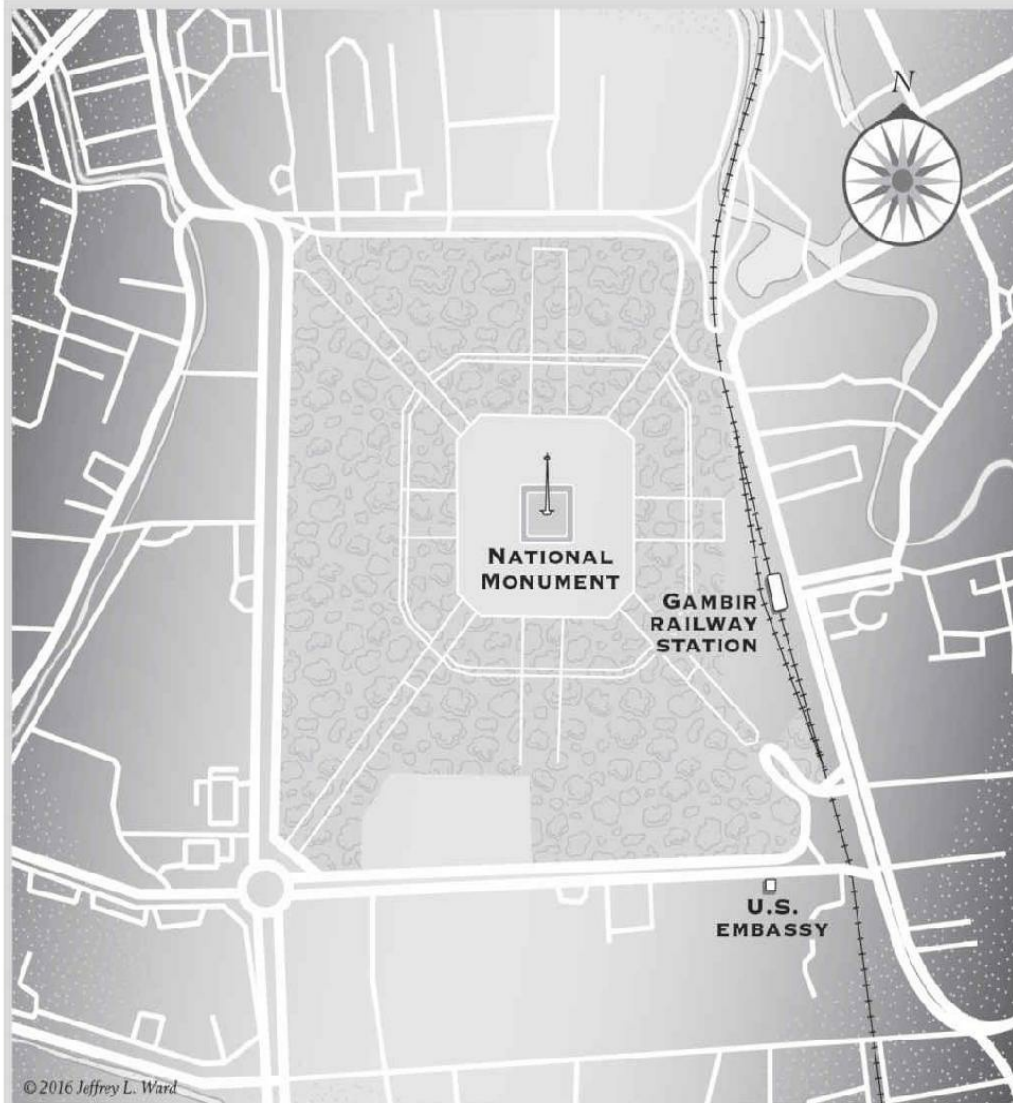 N
NATIONAL
MONUMENT
GAMBIR
RAILWAY
STATION
U.S.
EMBASSY
© 2016 Jeffrey L. Ward